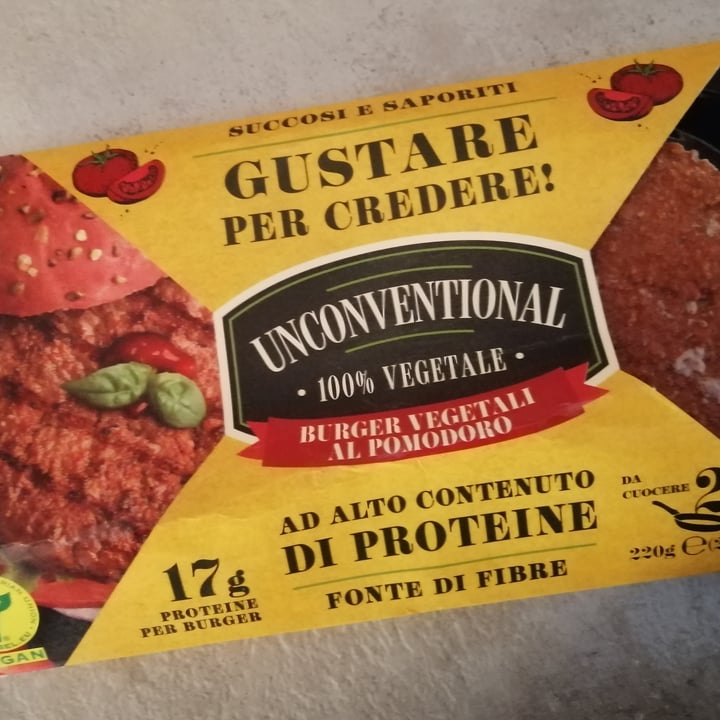 SUCCOSI E SAPORITI
GUSTARE
PER CREDERE!
UNCONVENTIONAL
• 100% VEGETALE •
BURGER VEGETALI
AL POMODORO
AD ALTO CONTENUTO
DI PROTEINE
FONTE DI FIBRE
17g
PROTEINE
PER BURGER
DA
CUOCERE
2
220g ℮